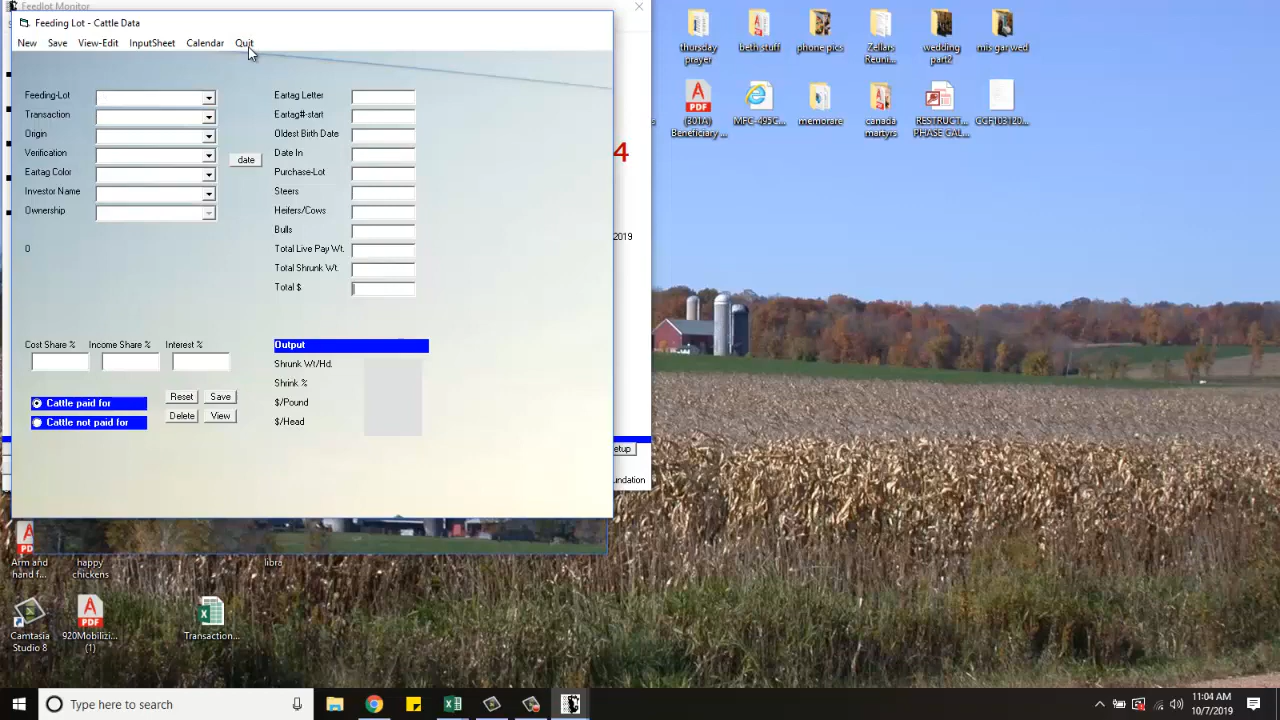 Feedlot Monitor
Feeding Lot - Cattle Data
New Save View-Edit InputSheet Calendar Quit
Feeding-Lot
Transaction
Origin
Verification
Eartag Color
Investor Name
Ownership
0
date
Eartag Letter
Eartag#-start
Oldest Birth Date
Date In
Purchase-Lot
Steers
Heifers/Cows
Bulls
Total Live Pay Wt.
Total Shrunk Wt.
Total $
Cost Share % Income Share % Interest %
Cattle paid for
Cattle not paid for
Reset Save
Delete View
Output
Shrunk Wt/Hd.
Shrink %
$/Pound
$/Head
4
2019
etup
undation
thursday prayer
beth stuff
phone pics
Zellars Reuni...
wedding part2
mis gar wed
(301A) Beneficiary ...
MFC-495C...
memorare
canada martyrs
RESTRUCT... PHASE CAL...
CCF103120...
Arm and hand f...
happy chickens
libra
Camtasia Studio 8
920Mobilizi... (1)
Transaction...
Type here to search
11:04 AM
10/7/2019